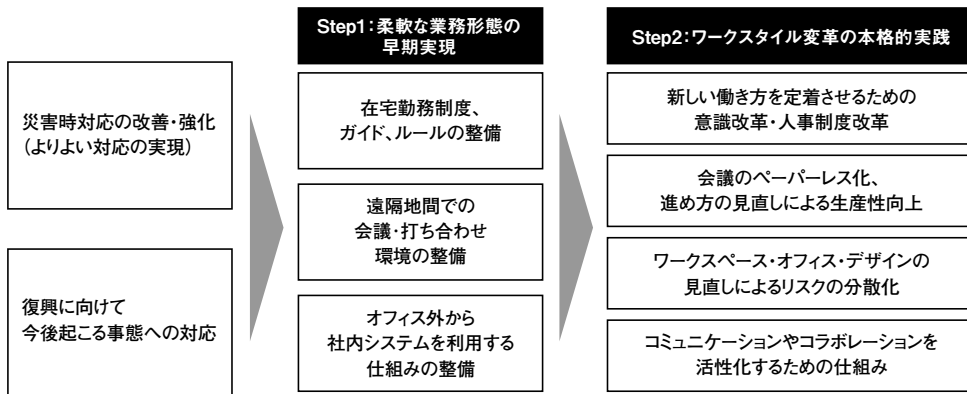 災害時対応の改善・強化
（よりよい対応の実現）
復興に向けて
今後起こる事態への対応
Step1：柔軟な業務形態の
早期実現
在宅勤務制度、
ガイド、ルールの整備
遠隔地間での
会議・打ち合わせ
環境の整備
オフィス外から
社内システムを利用する
仕組みの整備
Step2：ワークスタイル変革の本格的実践
新しい働き方を定着させるための
意識改革・人事制度改革
会議のペーパーレス化、
進め方の見直しによる生産性向上
ワークスペース・オフィス・デザインの
見直しによるリスクの分散化
コミュニケーションやコラボレーションを
活性化するための仕組み